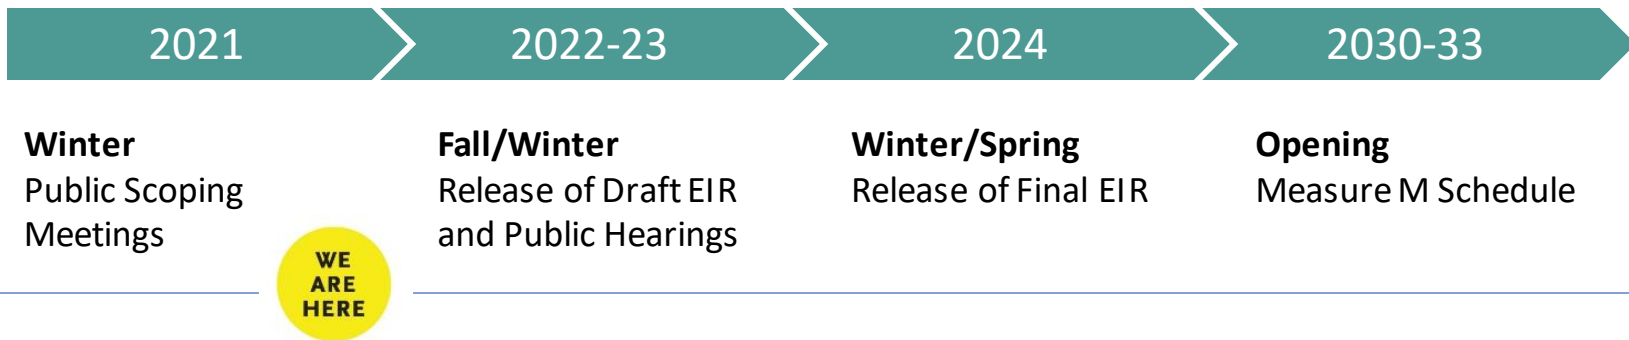 2021
2022-23
2024
2030-33
Winter
Public Scoping
Meetings
Fall/Winter
Release of Draft EIR
and Public Hearings
Winter/Spring
Release of Final EIR
Opening
Measure M Schedule
WE
ARE
HERE